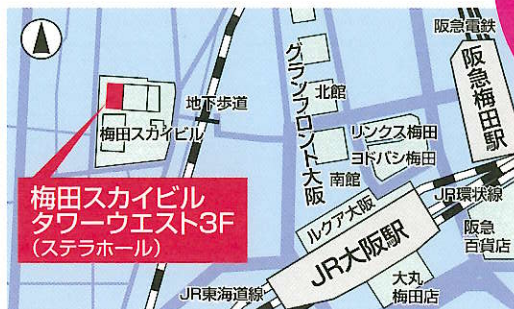 阪急電鉄
阪急梅田駅
グランフロント大阪
北館
地下歩道
梅田スカイビル
リンクス梅田
ヨドバシ梅田
南館
梅田スカイビル
タワーウエスト3F
(ステラホール)
ルクア大阪
JR環状線
阪急
百貨店
JR大阪駅
大丸
梅田店
JR東海道線